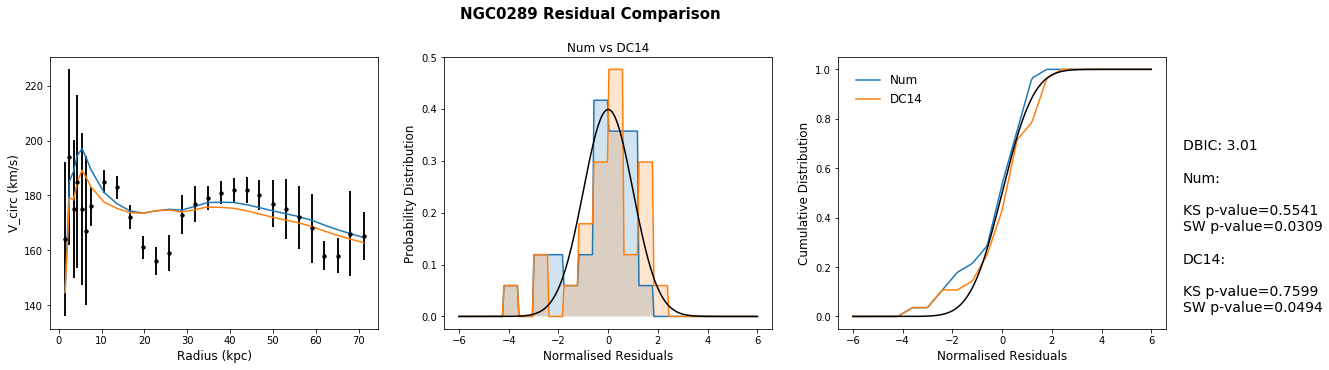 NGC0289 Residual Comparison
220
200
180
160
140
V_circ (km/s)
0 10 20 30 40 50 60 70
Radius (kpc)
Num vs DC14
0.5
0.4
0.3
0.2
0.1
0.0
Probability Distribution
−6 −4 −2 0 2 4 6
Normalised Residuals
1.0
0.8
0.6
0.4
0.2
0.0
Cumulative Distribution
Num
DC14
−6 −4 −2 0 2 4 6
Normalised Residuals
DBIC: 3.01
Num:
KS p-value=0.5541
SW p-value=0.0309
DC14:
KS p-value=0.7599
SW p-value=0.0494